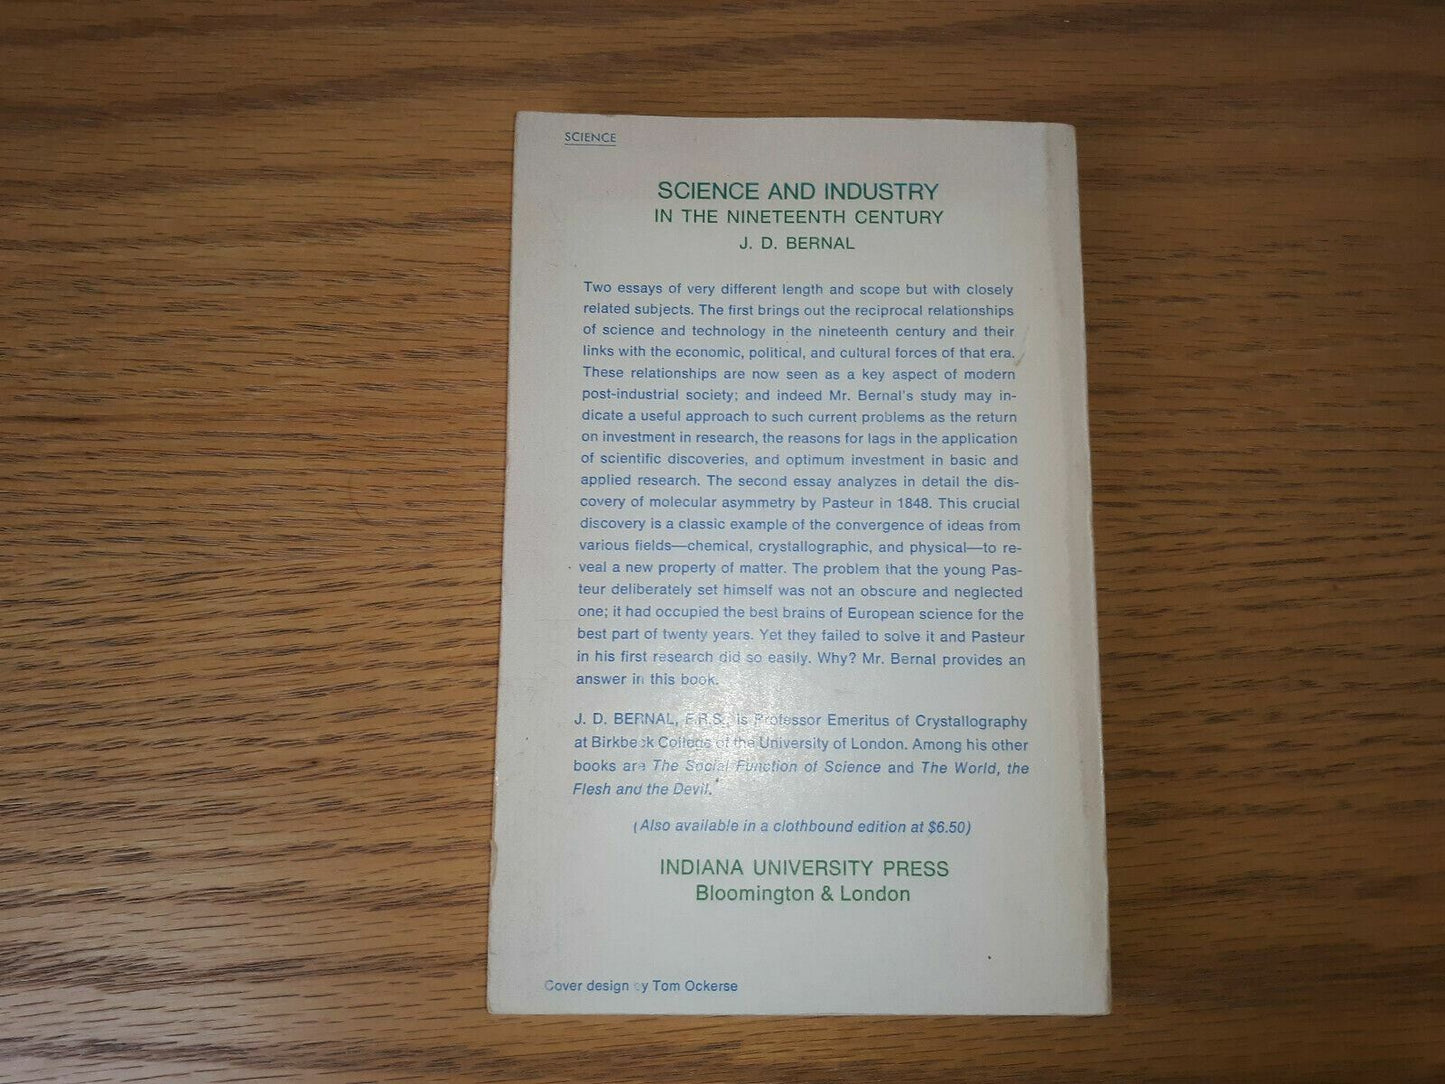 SCIENCE
SCIENCE AND INDUSTRY
IN THE NINETEENTH CENTURY
J. D. BERNAL
Two essays of very different length and scope but with closely
related subjects. The first brings out the reciprocal relationships
of science and technology in the nineteenth century and their
links with the economic, political, and cultural forces of that era.
These relationships are now seen as a key aspect of modern
post-industrial society; and indeed Mr. Bernal's study may in-
dicate a useful approach to such current problems as the return
on investment in research, the reasons for lags in the application
of scientific discoveries, and optimum investment in basic and
applied research. The second essay analyzes in detail the dis-
covery of molecular asymmetry by Pasteur in 1848. This crucial
discovery is a classic example of the convergence of ideas from
various fields—chemical, crystallographic, and physical—to re-
veal a new property of matter. The problem that the young Pas-
teur deliberately set himself was not an obscure and neglected
one; it had occupied the best brains of European science for the
best part of twenty years. Yet they failed to solve it and Pasteur
in his first research did so easily. Why? Mr. Bernal provides an
answer in this book.
J. D. BERNAL, F.R.S., is Professor Emeritus of Crystallography
at Birkbeck College of the University of London. Among his other
books are The Social Function of Science and The World, the
Flesh and the Devil.
(Also available in a clothbound edition at $6.50)
INDIANA UNIVERSITY PRESS
Bloomington & London
Cover design by Tom Ockerse